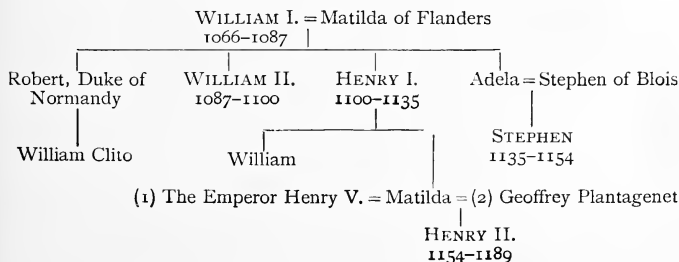 WILLIAM I. = Matilda of Flanders
1066–1087
Robert, Duke of Normandy WILLIAM II. HENRY I. Adela = Stephen of Blois
1087–1100 1100–1135
William Clito William STEPHEN
1135–1154
(1) The Emperor Henry V. = Matilda = (2) Geoffrey Plantagenet
HENRY II.
1154–1189